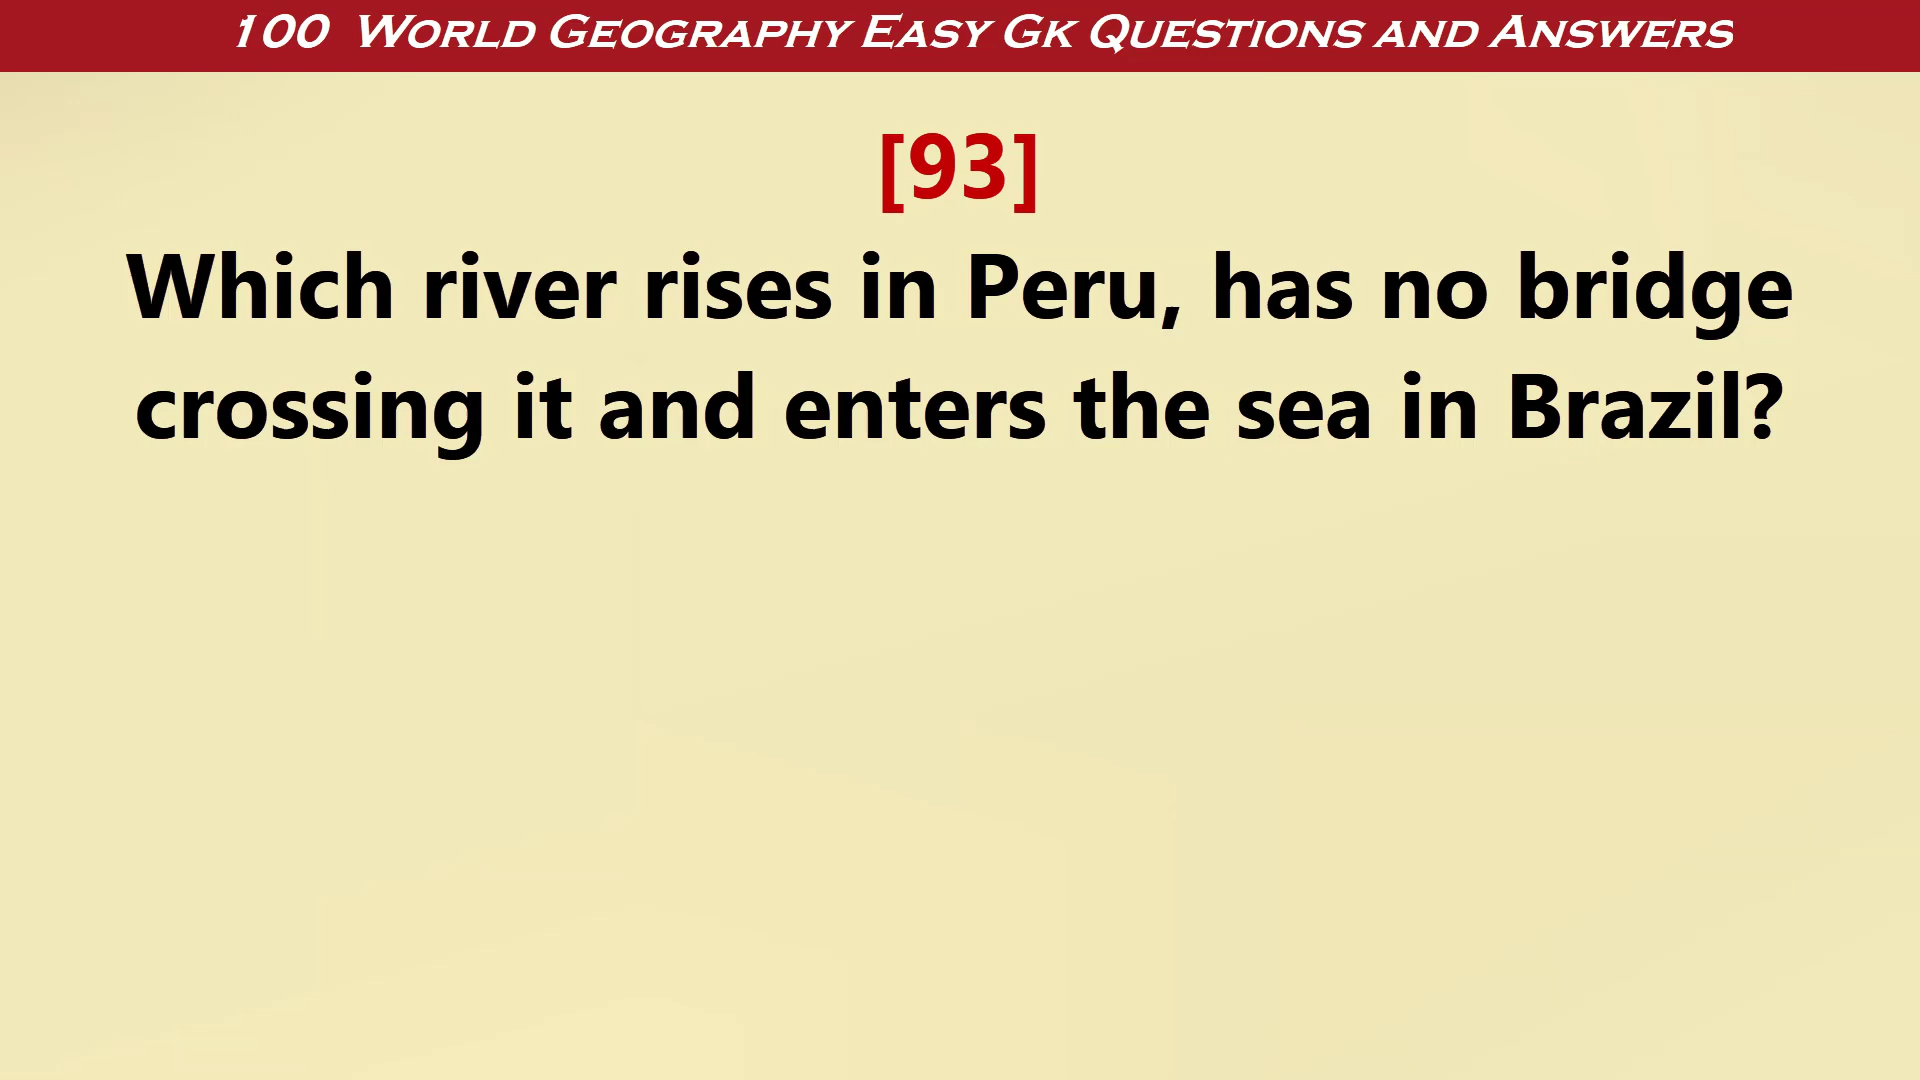 100 World Geography Easy Gk Questions and Answers
[93]
Which river rises in Peru, has no bridge
crossing it and enters the sea in Brazil?